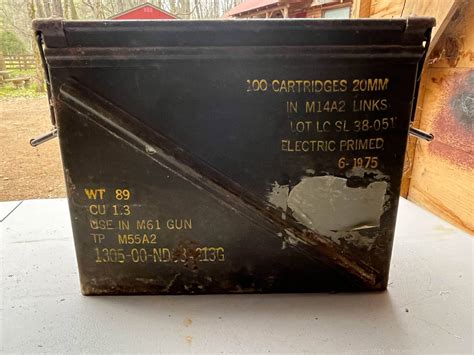 100 CARTRIDGES 20MM
IN M14A2 LINKS
LOT LC SL 38-051
ELECTRIC PRIMED
6-1975
WT 89
CU 1.3
USE IN M61 GUN
TP M55A2